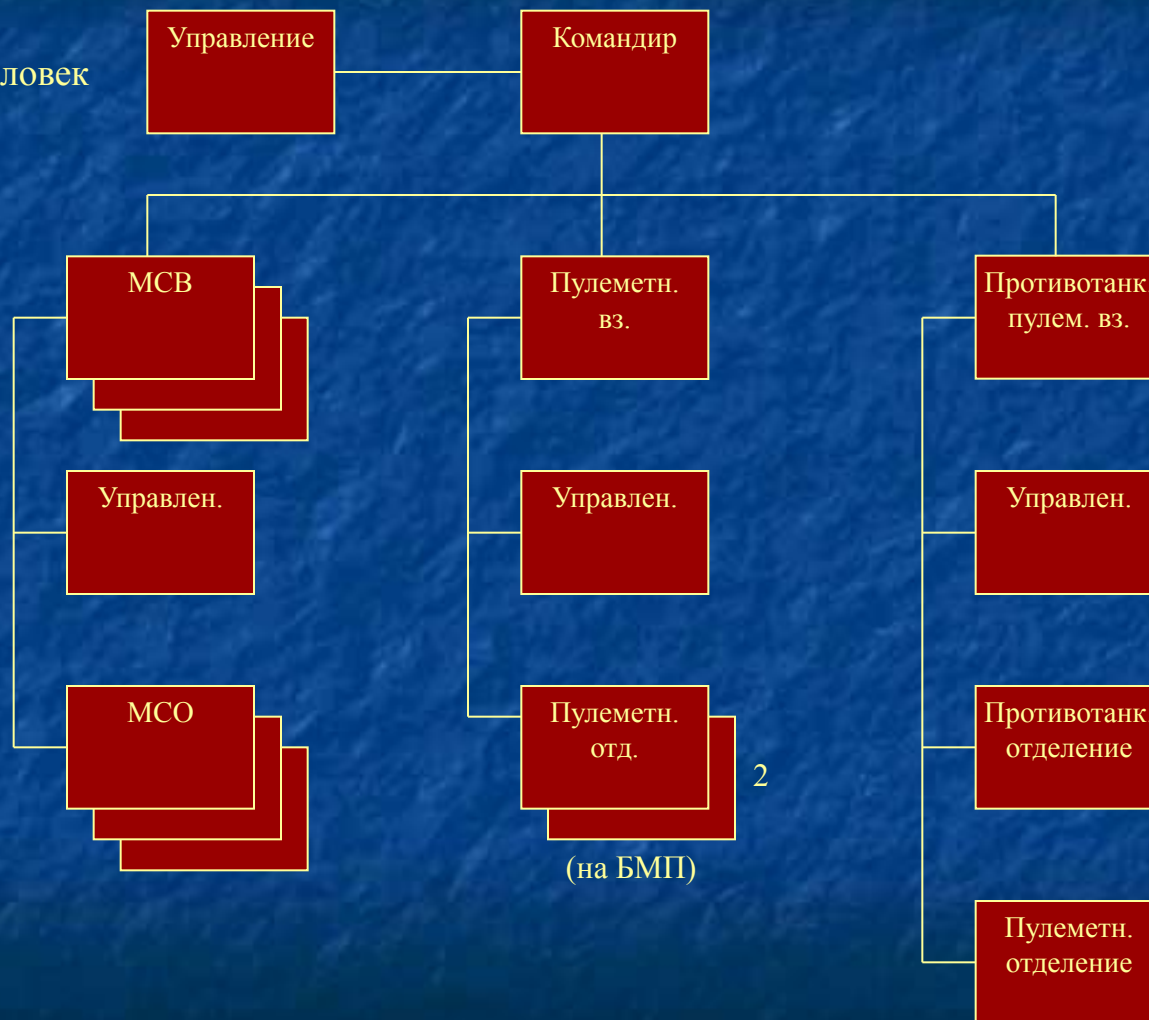 Управление
Командир
ловек
МСВ
Пулеметн.
вз.
Противотанк.
пулем. вз.
Управлен.
Управлен.
Управлен.
МСО
Пулеметн.
отд.
2
(на БМП)
Противотанк
отделение
Пулеметн.
отделение